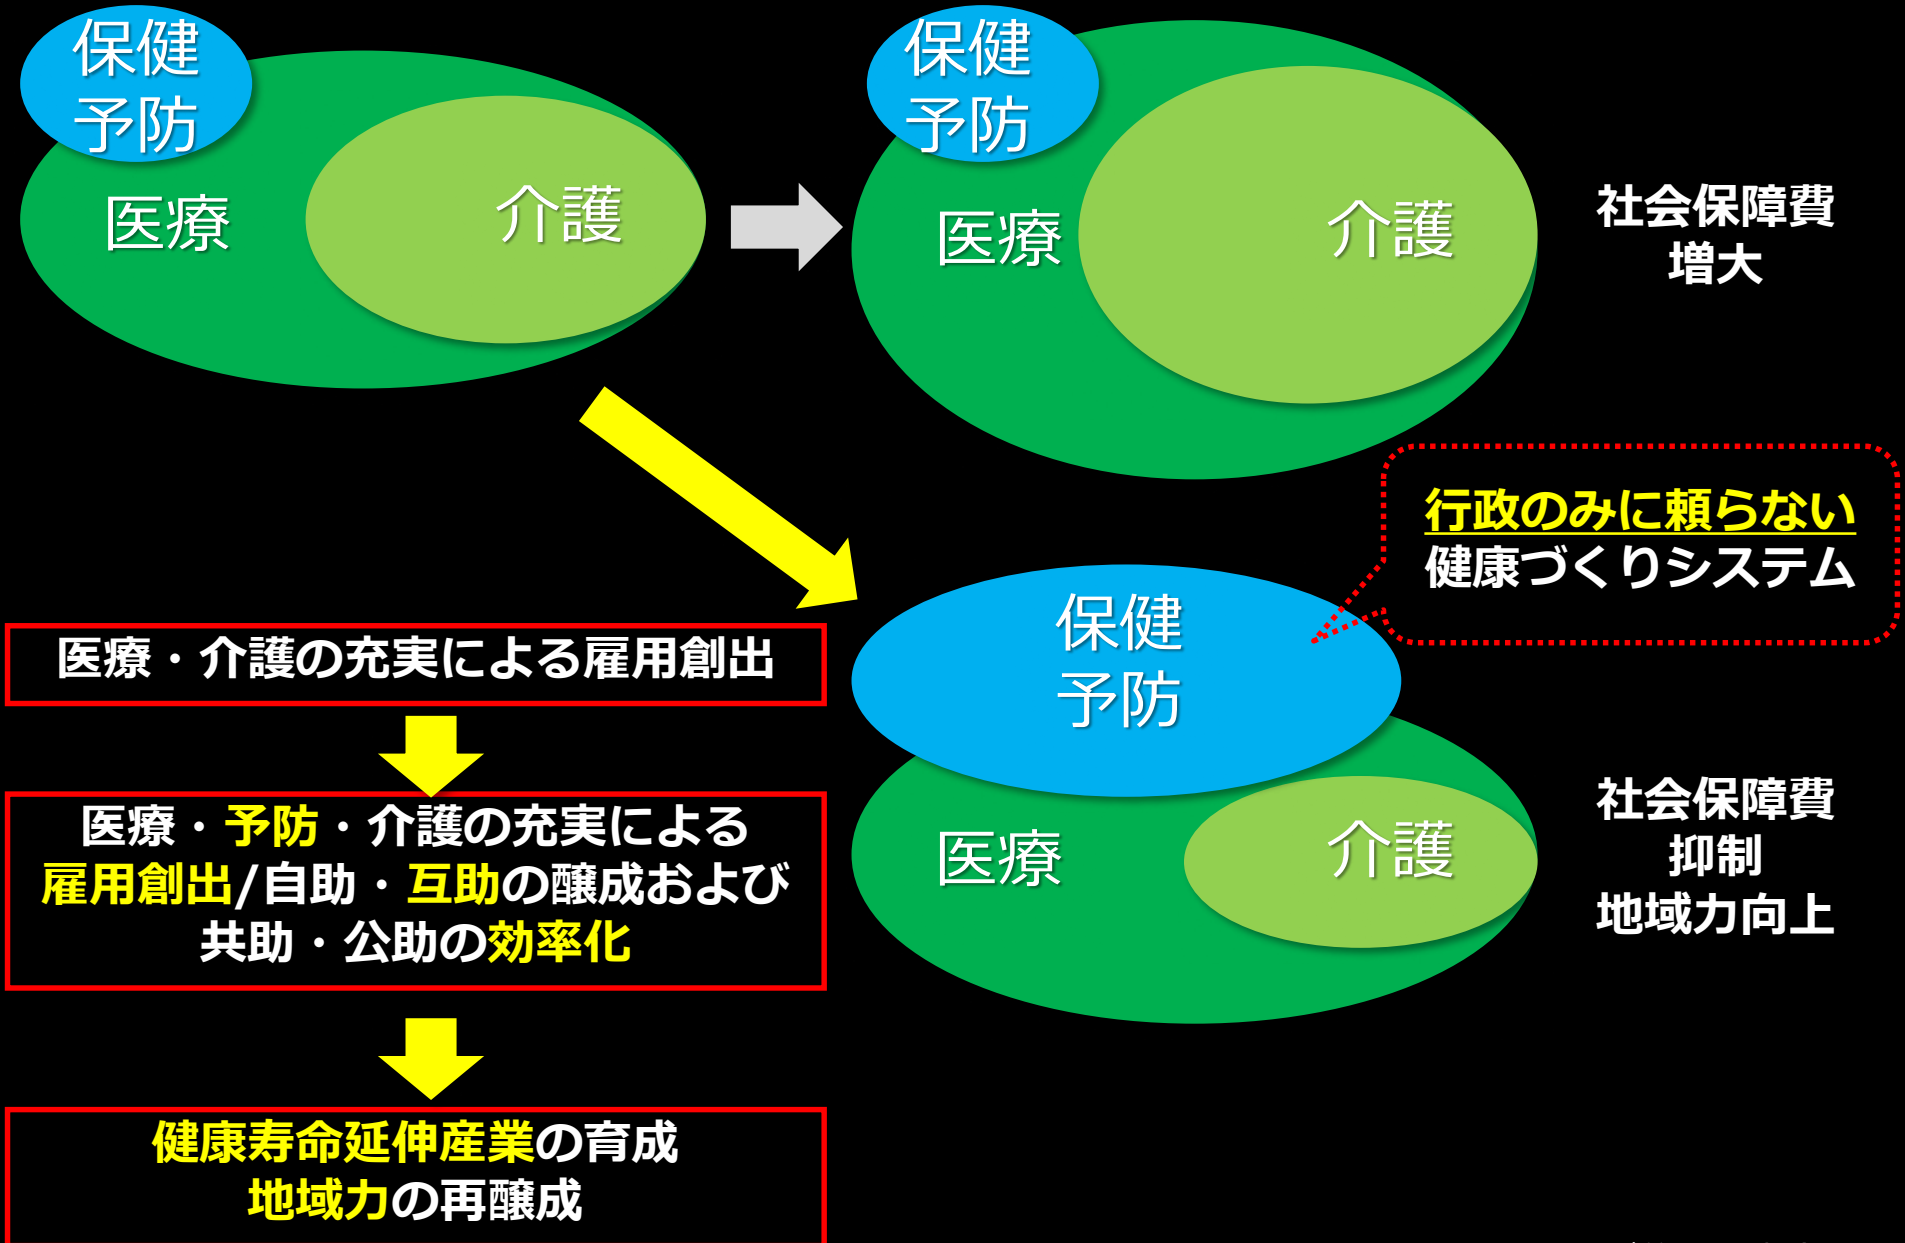 保健
予防
医療
介護
保健
予防
医療
介護
社会保障費
増大
行政のみに頼らない
健康づくりシステム
保健
予防
医療
介護
社会保障費
抑制
地域力向上
医療・介護の充実による雇用創出
医療・予防・介護の充実による
雇用創出/自助・互助の醸成および
共助・公助の効率化
健康寿命延伸産業の育成
地域力の再醸成